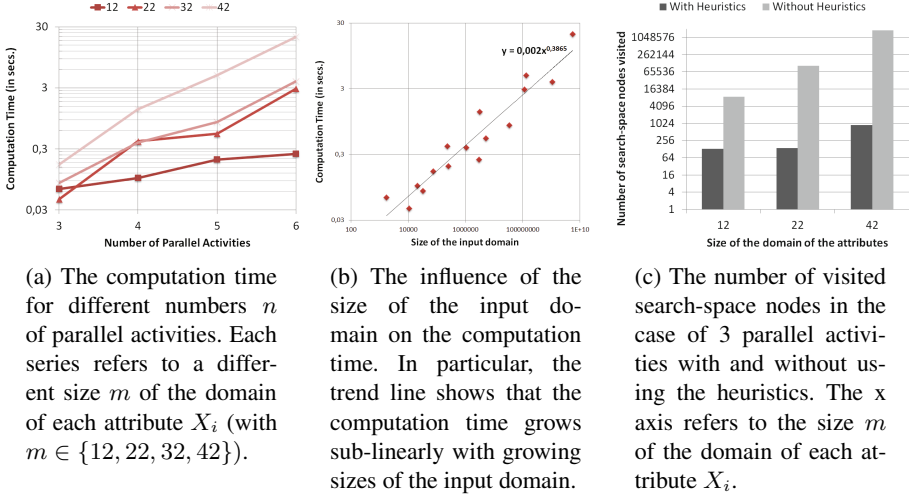 12 22 32 42
Computation Time (in secs.)
30
3
0,3
0,03
3 4 5 6
Number of Parallel Activities
Computation Time (in secs.)
30
3
0,3
0,03
y = 0,002x^0,3865
100 10000 1000000 100000000 1E+10
Size of the input domain
With Heuristics Without Heuristics
Number of search-space nodes visited
1048576
262144
65536
16384
4096
1024
256
64
16
4
1
12 22 42
Size of the domain of the attributes
(a) The computation time
for different numbers n
of parallel activities. Each
series refers to a differ-
ent size m of the domain
of each attribute X_i (with
m ∈ {12, 22, 32, 42}).
(b) The influence of the
size of the input do-
main on the computation
time. In particular, the
trend line shows that the
computation time grows
sub-linearly with growing
sizes of the input domain.
(c) The number of visited
search-space nodes in the
case of 3 parallel activi-
ties with and without us-
ing the heuristics. The x
axis refers to the size m
of the domain of each at-
tribute X_i.